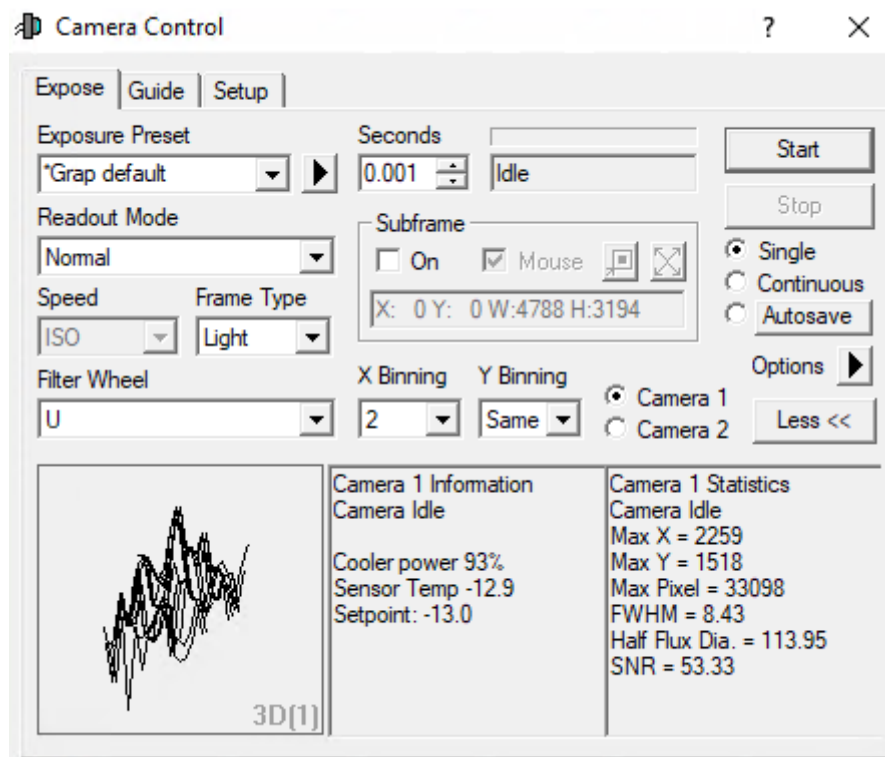 Camera Control ?
Expose Guide Setup
Exposure Preset
*Grap default
Seconds
0.001
Idle
Start
Stop
Readout Mode
Normal
Subframe
On Mouse
X: 0 Y: 0 W:4788 H:3194
Single
Continuous
Autosave
Speed Frame Type
ISO Light
Options
Filter Wheel
U
X Binning Y Binning
2 Same
Camera 1
Camera 2
Less <<
3D(1)
Camera 1 Information
Camera Idle
Cooler power 93%
Sensor Temp -12.9
Setpoint: -13.0
Camera 1 Statistics
Camera Idle
Max X = 2259
Max Y = 1518
Max Pixel = 33098
FWHM = 8.43
Half Flux Dia. = 113.95
SNR = 53.33